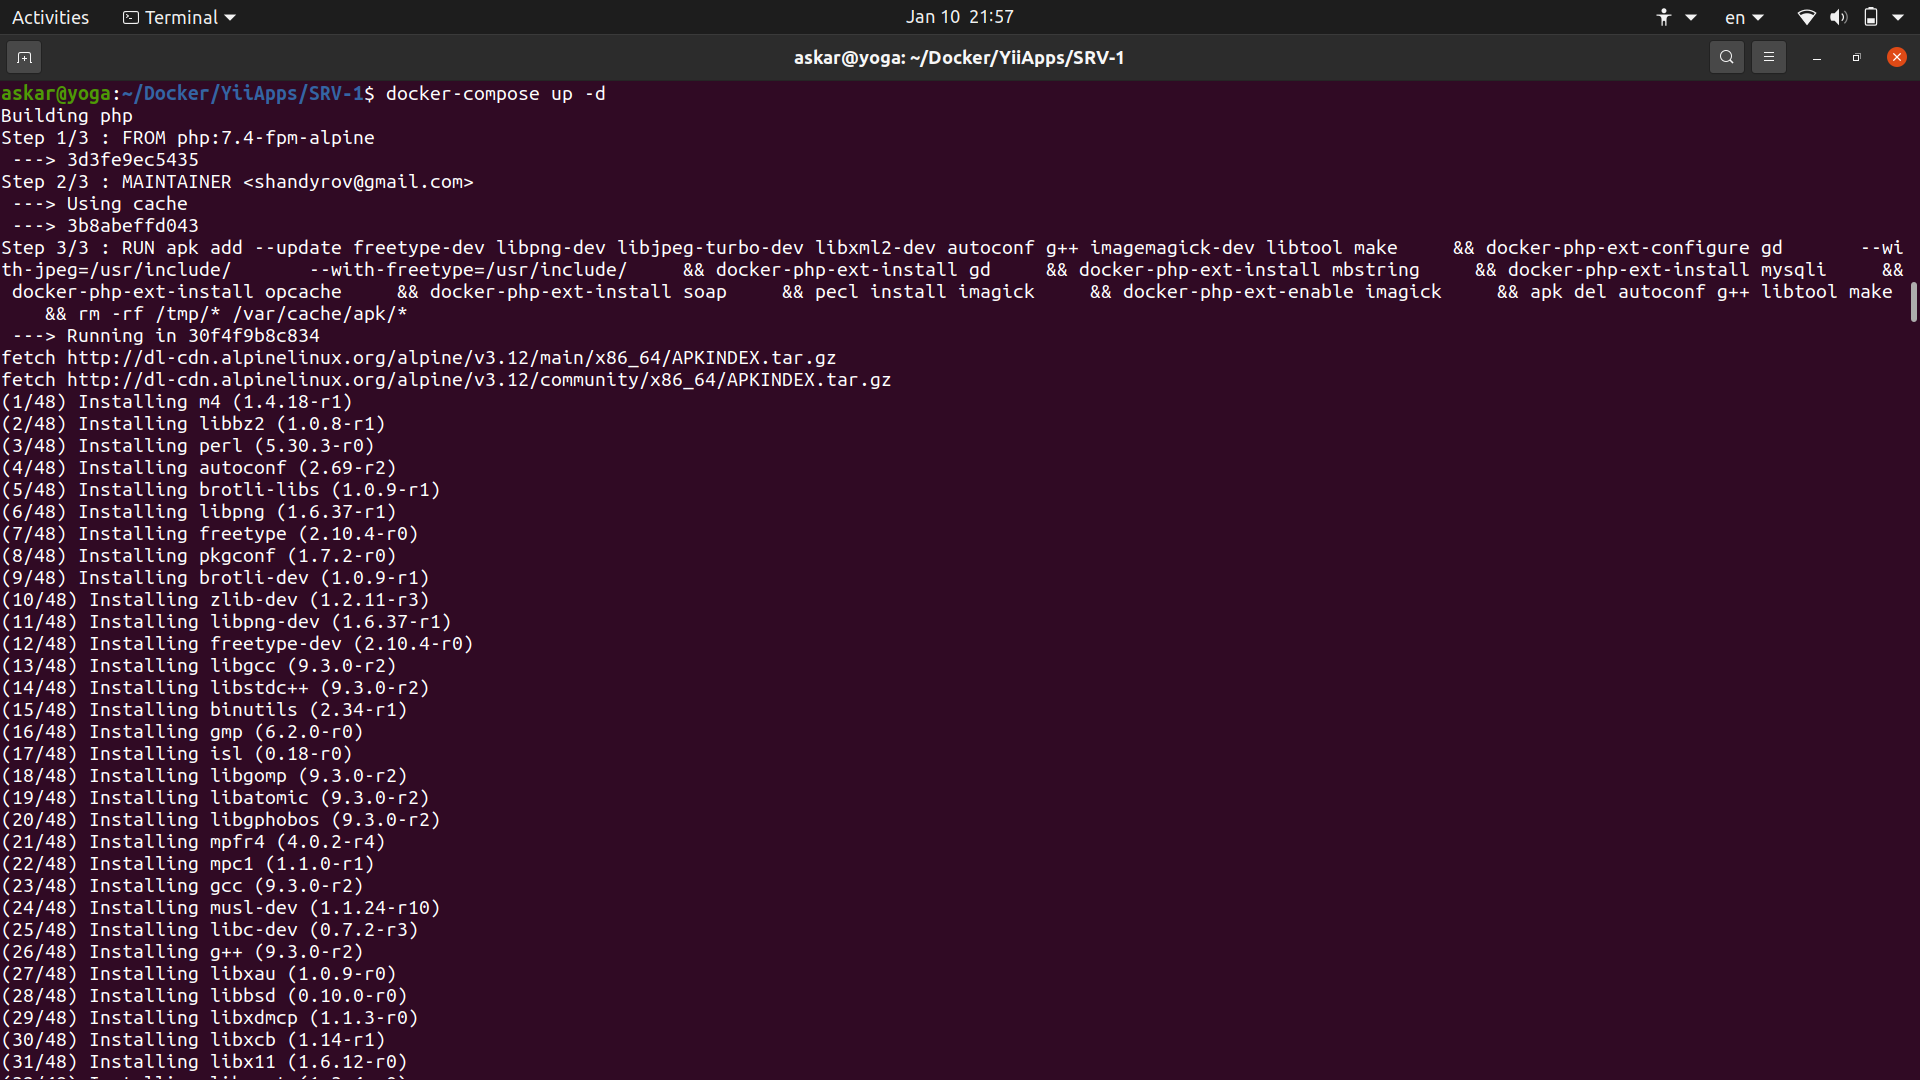 Activities Terminal Jan 10 21:57 en
askar@yoga: ~/Docker/YiiApps/SRV-1
askar@yoga:~/Docker/YiiApps/SRV-1$ docker-compose up -d
Building php
Step 1/3 : FROM php:7.4-fpm-alpine
 ---> 3d3fe9ec5435
Step 2/3 : MAINTAINER <shandyrov@gmail.com>
 ---> Using cache
 ---> 3b8abeffd043
Step 3/3 : RUN apk add --update freetype-dev libpng-dev libjpeg-turbo-dev libxml2-dev autoconf g++ imagemagick-dev libtool make     && docker-php-ext-configure gd       --wi
th-jpeg=/usr/include/       --with-freetype=/usr/include/     && docker-php-ext-install gd     && docker-php-ext-install mbstring     && docker-php-ext-install mysqli     &&
 docker-php-ext-install opcache     && docker-php-ext-install soap     && pecl install imagick     && docker-php-ext-enable imagick     && apk del autoconf g++ libtool make 
    && rm -rf /tmp/* /var/cache/apk/*
 ---> Running in 30f4f9b8c834
fetch http://dl-cdn.alpinelinux.org/alpine/v3.12/main/x86_64/APKINDEX.tar.gz
fetch http://dl-cdn.alpinelinux.org/alpine/v3.12/community/x86_64/APKINDEX.tar.gz
(1/48) Installing m4 (1.4.18-r1)
(2/48) Installing libbz2 (1.0.8-r1)
(3/48) Installing perl (5.30.3-r0)
(4/48) Installing autoconf (2.69-r2)
(5/48) Installing brotli-libs (1.0.9-r1)
(6/48) Installing libpng (1.6.37-r1)
(7/48) Installing freetype (2.10.4-r0)
(8/48) Installing pkgconf (1.7.2-r0)
(9/48) Installing brotli-dev (1.0.9-r1)
(10/48) Installing zlib-dev (1.2.11-r3)
(11/48) Installing libpng-dev (1.6.37-r1)
(12/48) Installing freetype-dev (2.10.4-r0)
(13/48) Installing libgcc (9.3.0-r2)
(14/48) Installing libstdc++ (9.3.0-r2)
(15/48) Installing binutils (2.34-r1)
(16/48) Installing gmp (6.2.0-r0)
(17/48) Installing isl (0.18-r0)
(18/48) Installing libgomp (9.3.0-r2)
(19/48) Installing libatomic (9.3.0-r2)
(20/48) Installing libgphobos (9.3.0-r2)
(21/48) Installing mpfr4 (4.0.2-r4)
(22/48) Installing mpc1 (1.1.0-r1)
(23/48) Installing gcc (9.3.0-r2)
(24/48) Installing musl-dev (1.1.24-r10)
(25/48) Installing libc-dev (0.7.2-r3)
(26/48) Installing g++ (9.3.0-r2)
(27/48) Installing libxau (1.0.9-r0)
(28/48) Installing libbsd (0.10.0-r0)
(29/48) Installing libxdmcp (1.1.3-r0)
(30/48) Installing libxcb (1.14-r1)
(31/48) Installing libx11 (1.6.12-r0)